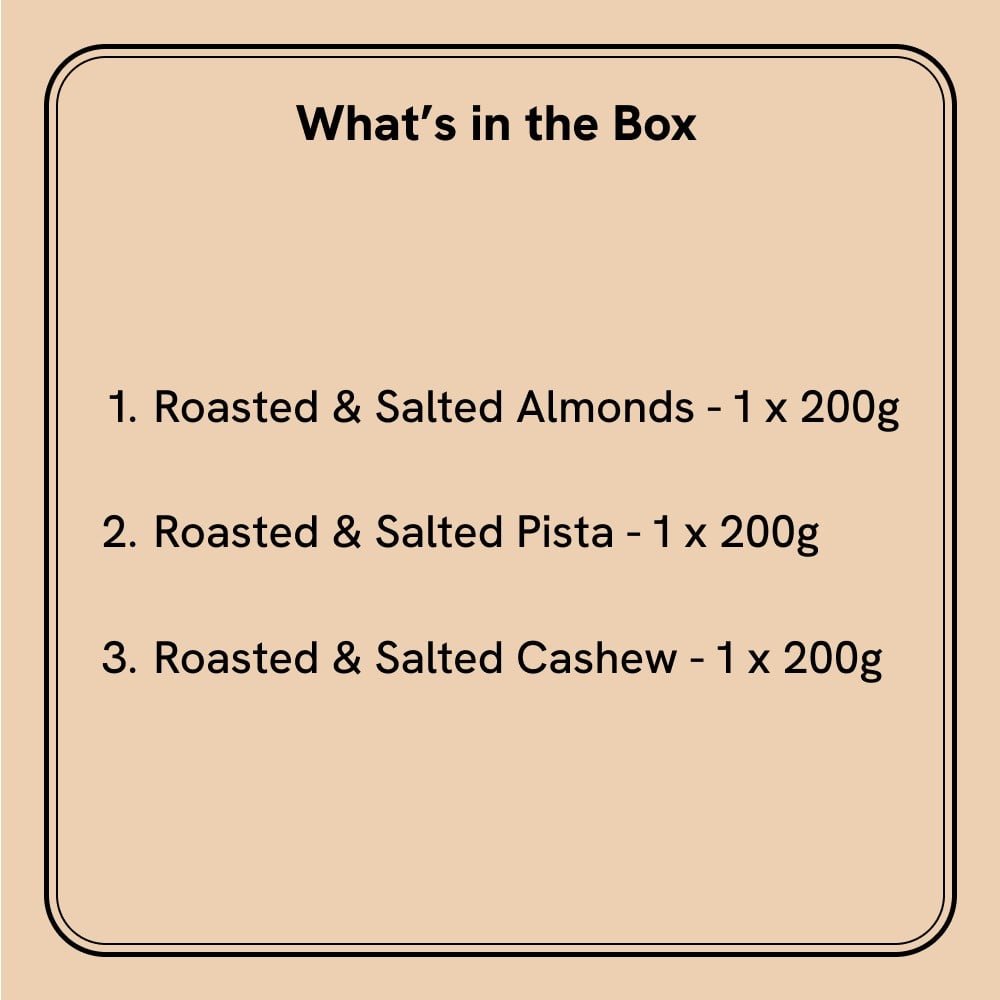 What’s in the Box
1. Roasted & Salted Almonds - 1 x 200g
2. Roasted & Salted Pista - 1 x 200g
3. Roasted & Salted Cashew - 1 x 200g